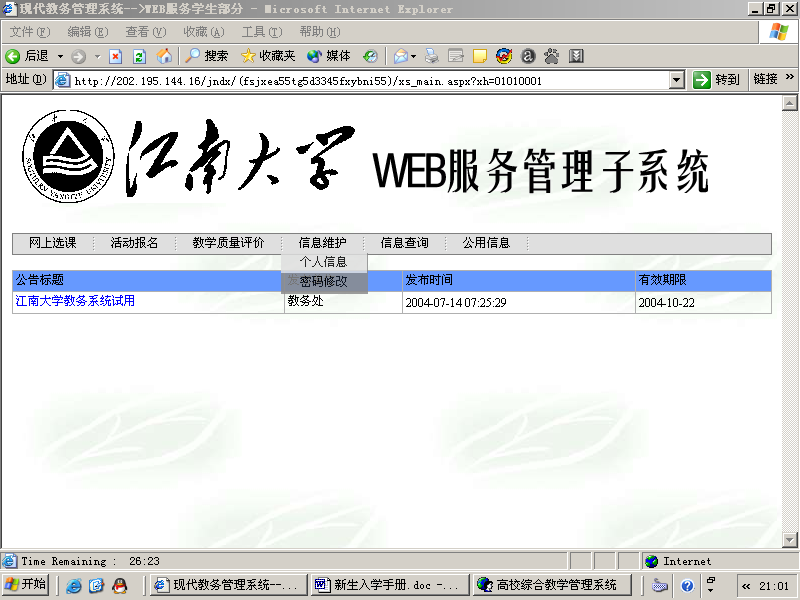 现代教务管理系统-->WEB服务学生部分 - Microsoft Internet Explorer
文件(F) 编辑(E) 查看(V) 收藏(A) 工具(T) 帮助(H)
后退 搜索 收藏夹 媒体
地址(D) http://202.195.144.16/jndx/(fsjxea55tg5d3345fxybni55)/xs_main.aspx?xh=01010001 转到 链接 »
SOUTHERN YANGTZE UNIVERSITY
江南大学 WEB服务管理子系统
网上选课 活动报名 教学质量评价 信息维护 信息查询 公用信息
个人信息
密码修改
公告标题 发布时间 有效期限
江南大学教务系统试用 教务处 2004-07-14 07:25:29 2004-10-22
Time Remaining : 26:23 Internet
开始 现代教务管理系统--... 新生入学手册.doc -... 高校综合教学管理系统 « 21:01